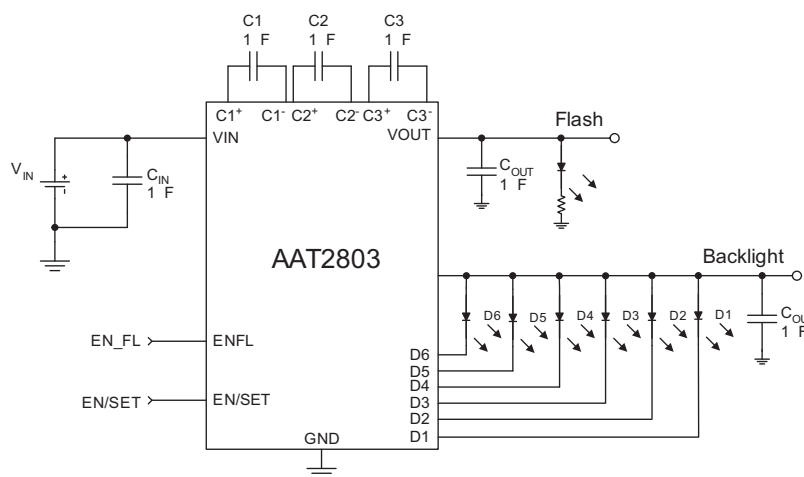 C1
1 F
C2
1 F
C3
1 F
C1+ C1- C2+ C2- C3+ C3-
VIN
VOUT
Flash
VIN
+
-
CIN
1 F
COUT
1 F
AAT2803
Backlight
D6
D5
D4
D3
D2
D1
COU
1 F
EN_FL
ENFL
EN/SET
EN/SET
D6
D5
D4
D3
D2
D1
GND